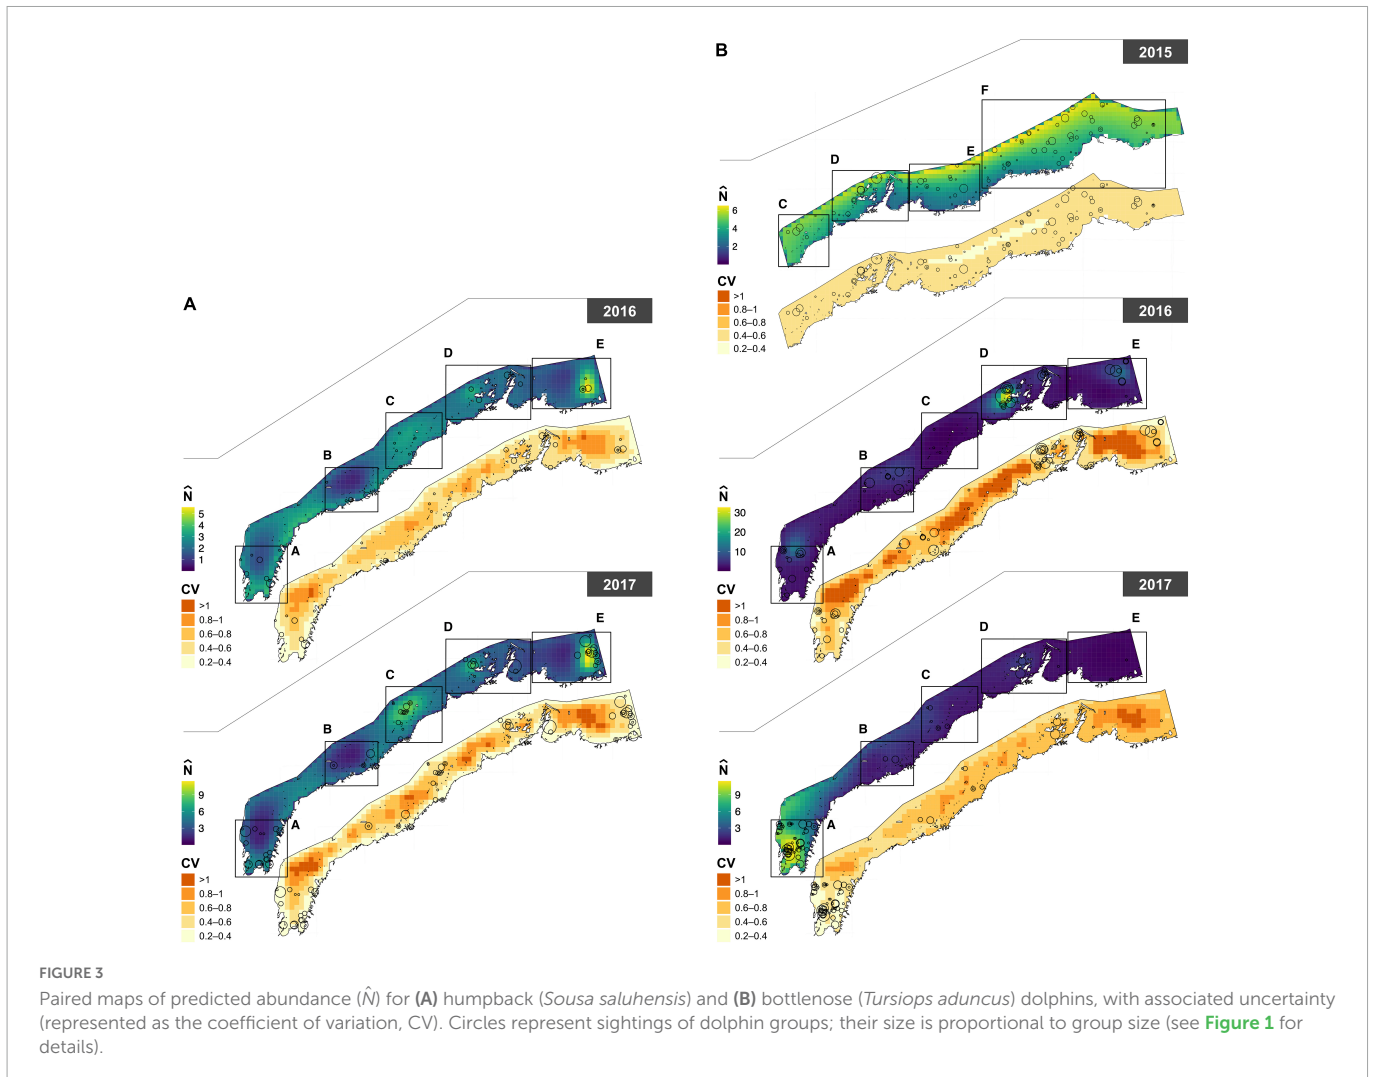 B
2015
F
E
D
C
N̂
6
4
2
CV
>1
0.8–1
0.6–0.8
0.4–0.6
0.2–0.4
A
2016
E
D
C
B
A
N̂
5
4
3
2
1
CV
>1
0.8–1
0.6–0.8
0.4–0.6
0.2–0.4
2016
E
D
C
B
A
N̂
30
20
10
CV
>1
0.8–1
0.6–0.8
0.4–0.6
0.2–0.4
2017
E
D
C
B
A
N̂
9
6
3
CV
>1
0.8–1
0.6–0.8
0.4–0.6
0.2–0.4
2017
E
D
C
B
A
N̂
9
6
3
CV
>1
0.8–1
0.6–0.8
0.4–0.6
0.2–0.4
FIGURE 3
Paired maps of predicted abundance (N̂) for (A) humpback (Sousa saluhensis) and (B) bottlenose (Tursiops aduncus) dolphins, with associated uncertainty
(represented as the coefficient of variation, CV). Circles represent sightings of dolphin groups; their size is proportional to group size (see Figure 1 for
details).